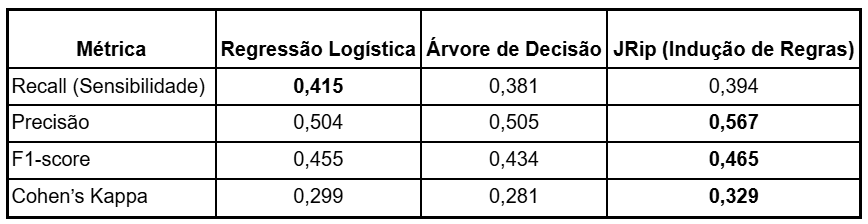 Métrica Regressão Logística Árvore de Decisão JRip (Indução de Regras)
Recall (Sensibilidade) 0,415 0,381 0,394
Precisão 0,504 0,505 0,567
F1-score 0,455 0,434 0,465
Cohen’s Kappa 0,299 0,281 0,329